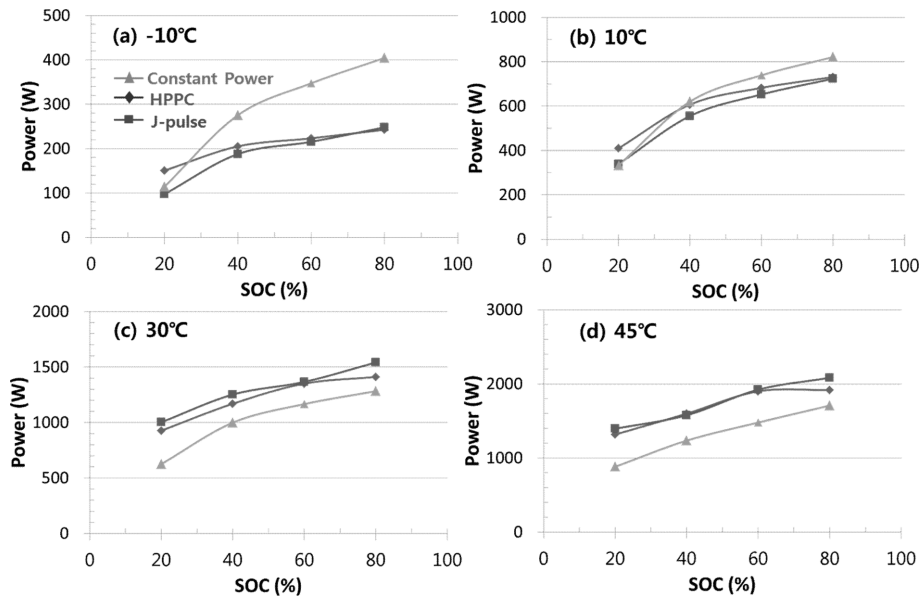 (a) -10℃
Constant Power
HPPC
J-pulse
Power (W)
500
400
300
200
100
0
0 20 40 60 80 100
SOC (%)
(b) 10℃
Power (W)
1000
800
600
400
200
0
0 20 40 60 80 100
SOC (%)
(c) 30℃
Power (W)
2000
1500
1000
500
0
0 20 40 60 80 100
SOC (%)
(d) 45℃
Power (W)
3000
2000
1000
0
0 20 40 60 80 100
SOC (%)